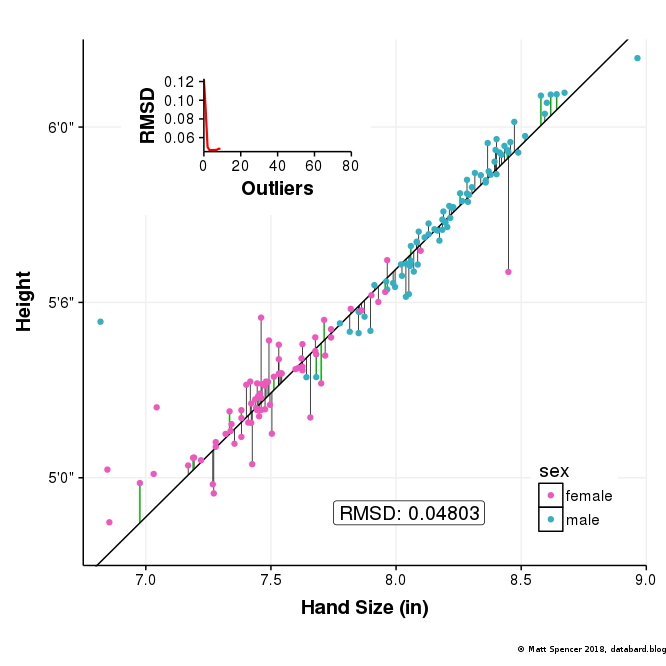 0.12
0.10
0.08
0.06
RMSD
0 20 40 60 80
Outliers
6'0"
5'6"
5'0"
Height
sex
female
male
RMSD: 0.04803
7.0 7.5 8.0 8.5 9.0
Hand Size (in)
© Matt Spencer 2018, databard.blog